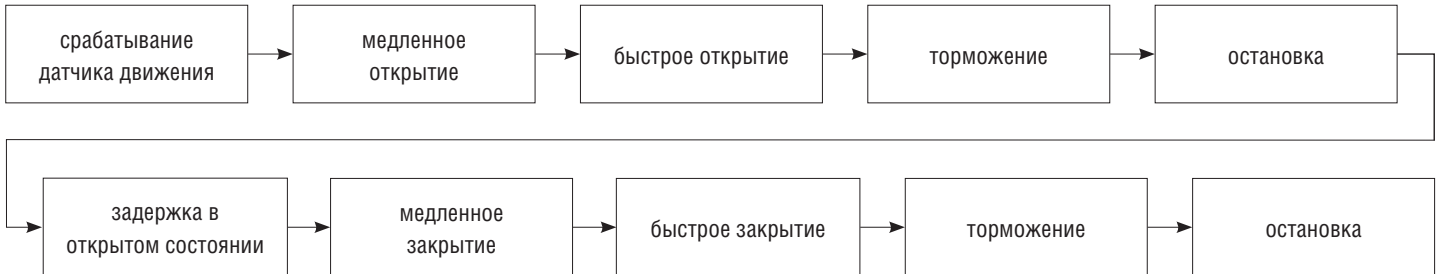 срабатывание
датчика движения
медленное
открытие
быстрое открытие
торможение
остановка
задержка в
открытом состоянии
медленное
закрытие
быстрое закрытие
торможение
остановка